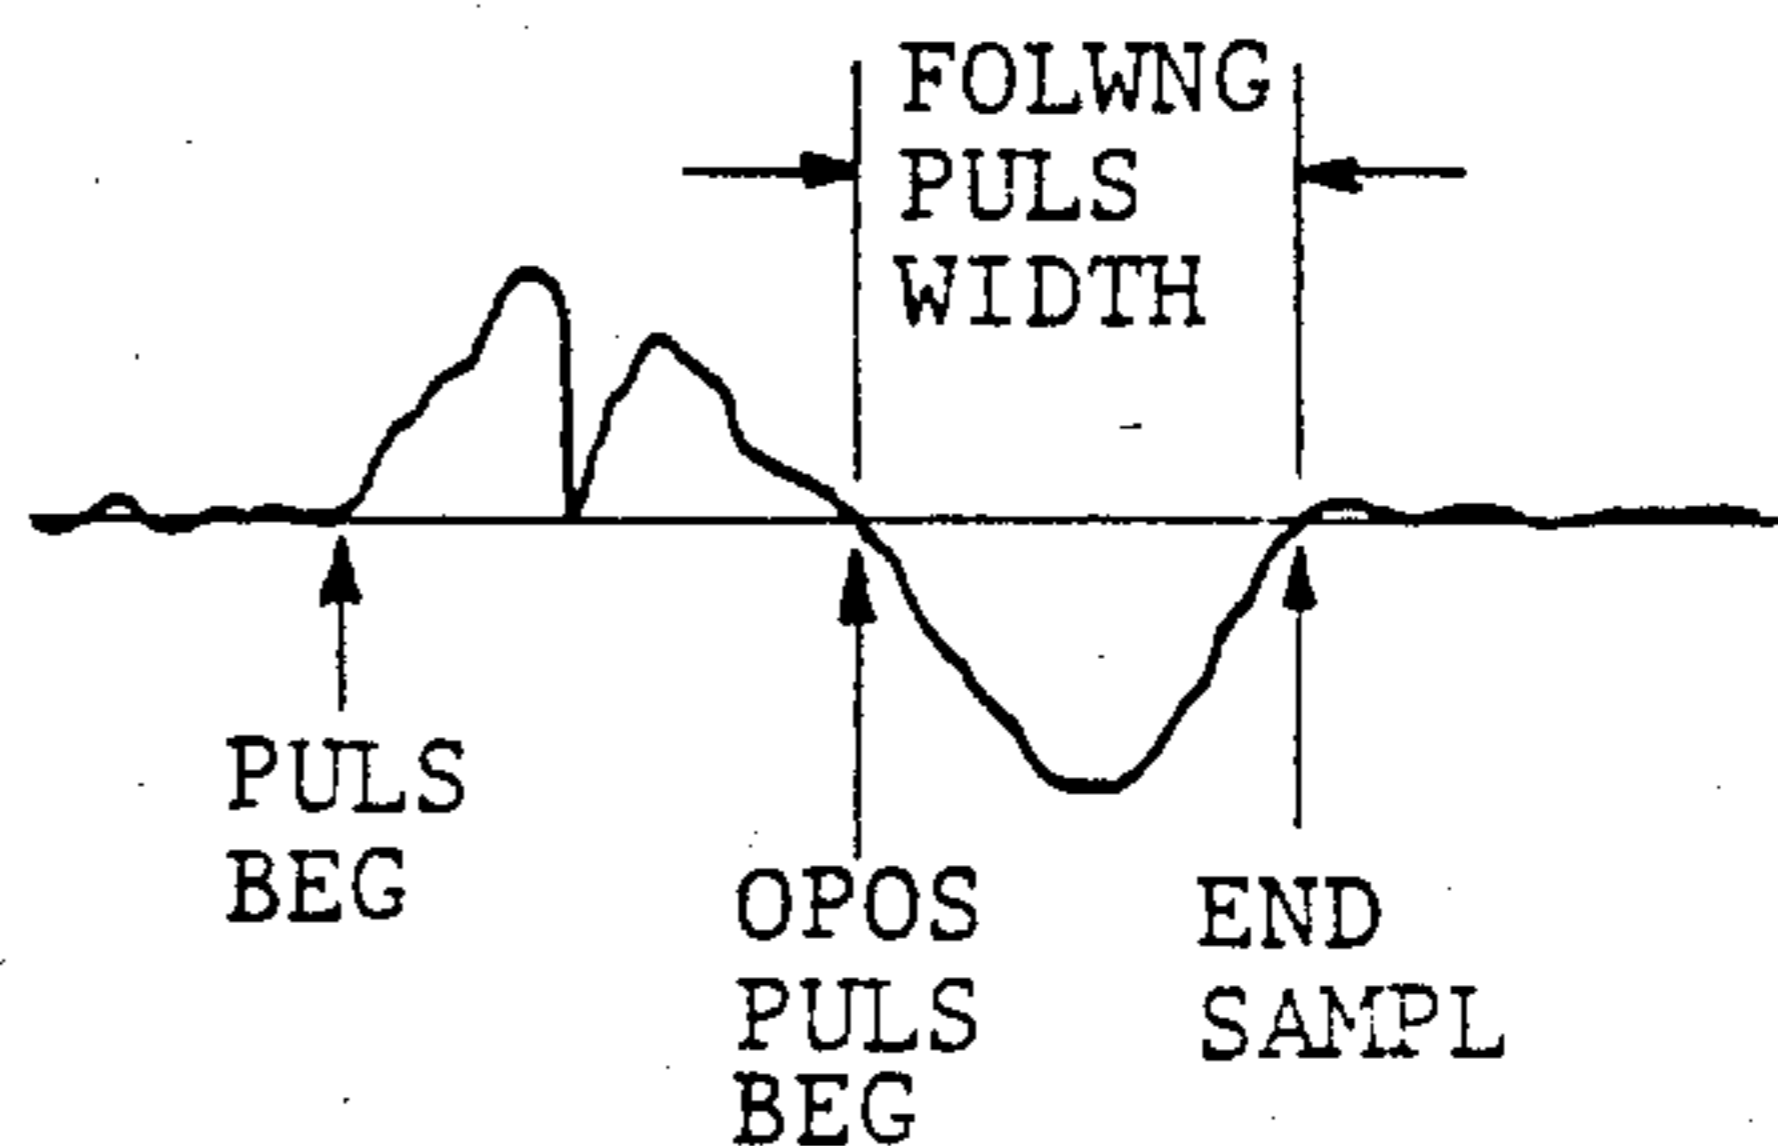 FOLWNG
PULS
WIDTH
PULS
BEG
OPOS
PULS
BEG
END
SAMPL